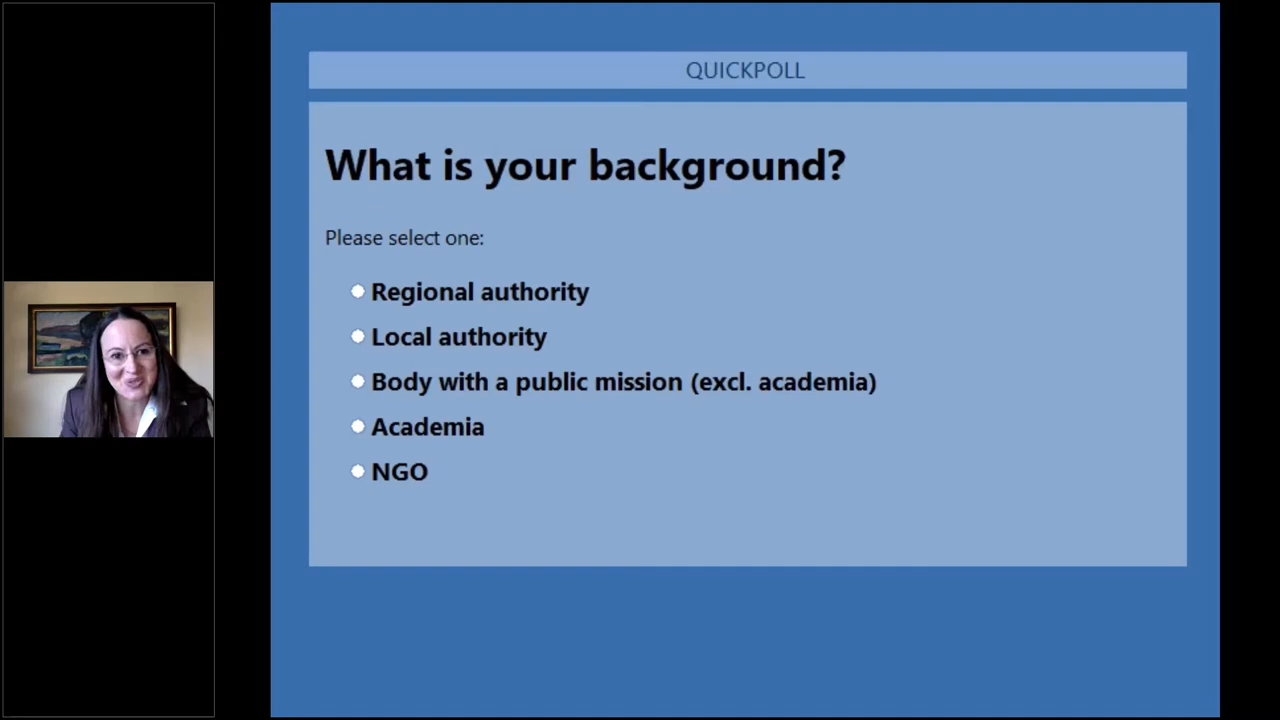 QUICKPOLL
What is your background?
Please select one:
Regional authority
Local authority
Body with a public mission (excl. academia)
Academia
NGO